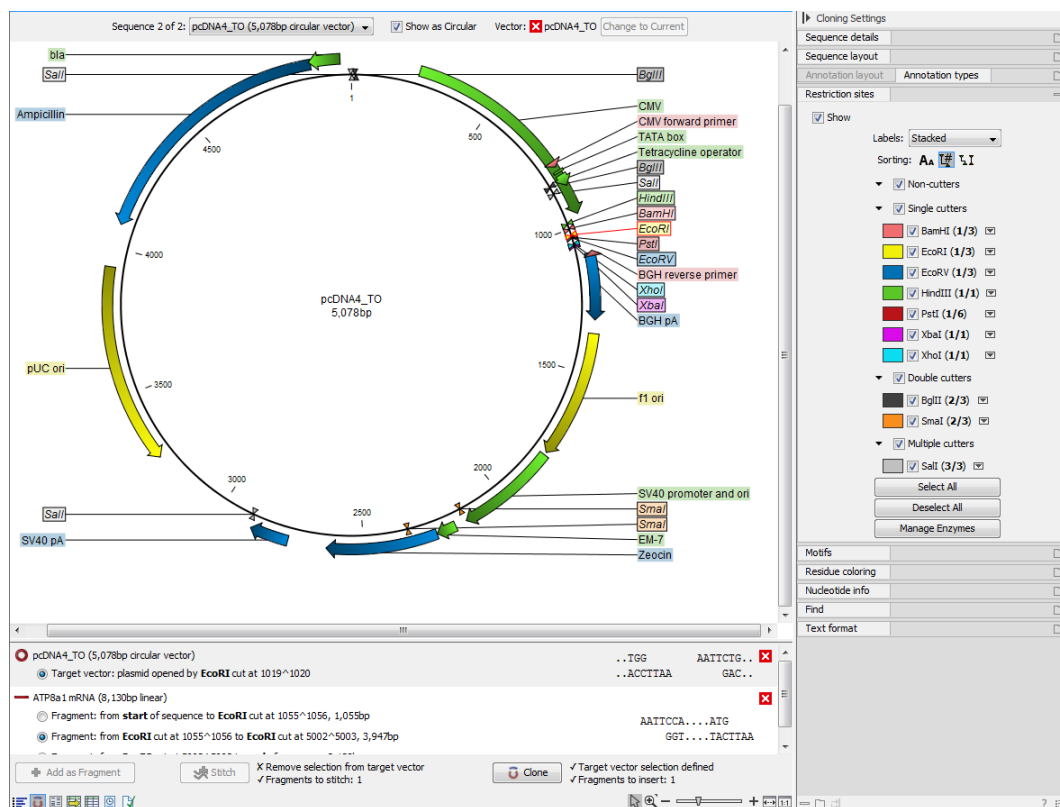 Sequence 2 of 2: pcDNA4_TO (5,078bp circular vector) Show as Circular Vector: pcDNA4_TO Change to Current
bla
SalI
Ampicillin
pUC ori
SalI
SV40 pA
1
500
1000
1500
2000
2500
3000
3500
4000
4500
pcDNA4_TO
5,078bp
BglII
CMV
CMV forward primer
TATA box
Tetracycline operator
BglII
SalI
HindIII
BamHI
EcoRI
PstI
EcoRV
BGH reverse primer
XhoI
XbaI
BGH pA
f1 ori
SV40 promoter and ori
SmaI
SmaI
EM-7
Zeocin
Cloning Settings
Sequence details
Sequence layout
Annotation layout Annotation types
Restriction sites
Show
Labels: Stacked
Sorting:
Non-cutters
Single cutters
BamHI (1/3)
EcoRI (1/3)
EcoRV (1/3)
HindIII (1/1)
PstI (1/6)
XbaI (1/1)
XhoI (1/1)
Double cutters
BglII (2/3)
SmaI (2/3)
Multiple cutters
SalI (3/3)
Select All
Deselect All
Manage Enzymes
Motifs
Residue coloring
Nucleotide info
Find
Text format
pcDNA4_TO (5,078bp circular vector) ..TGG AATTCTG..
Target vector: plasmid opened by EcoRI cut at 1019^1020 ..ACCTTAA GAC..
ATP8a1 mRNA (8,130bp linear)
Fragment: from start of sequence to EcoRI cut at 1055^1056, 1,055bp AATTCCA....ATG
Fragment: from EcoRI cut at 1055^1056 to EcoRI cut at 5002^5003, 3,947bp GGT....TACTTAA
Add as Fragment Stitch ✗ Remove selection from target vector Clone ✓ Target vector selection defined
✓ Fragments to stitch: 1 ✓ Fragments to insert: 1
1:1